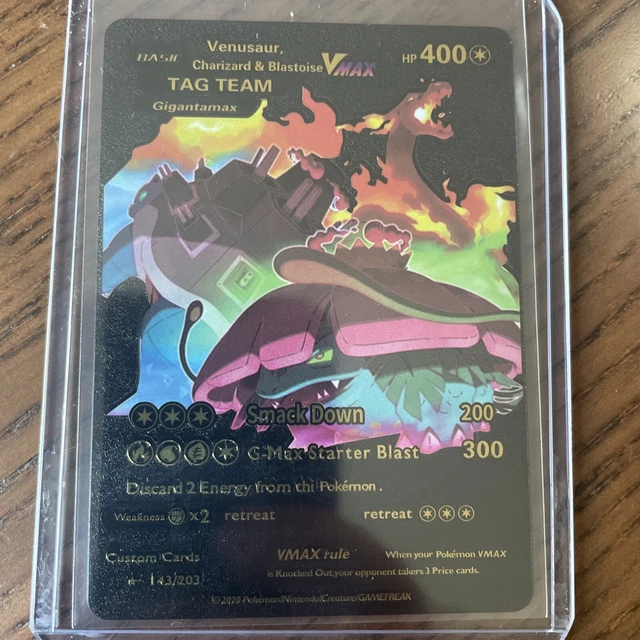 BASIC
Venusaur,
Charizard & Blastoise VMAX
HP 400
TAG TEAM
Gigantamax
Smack Down 200
G-Max Starter Blast 300
Discard 2 Energy from thi Pokémon .
Weakness x2 retreat retreat
Custom Cards VMAX rule When your Pokémon VMAX
is Knocked Out,your opponent takers 3 Price cards.
143/203
©2020 Pokémon/Nintendo/Creature/GAMEFREAK